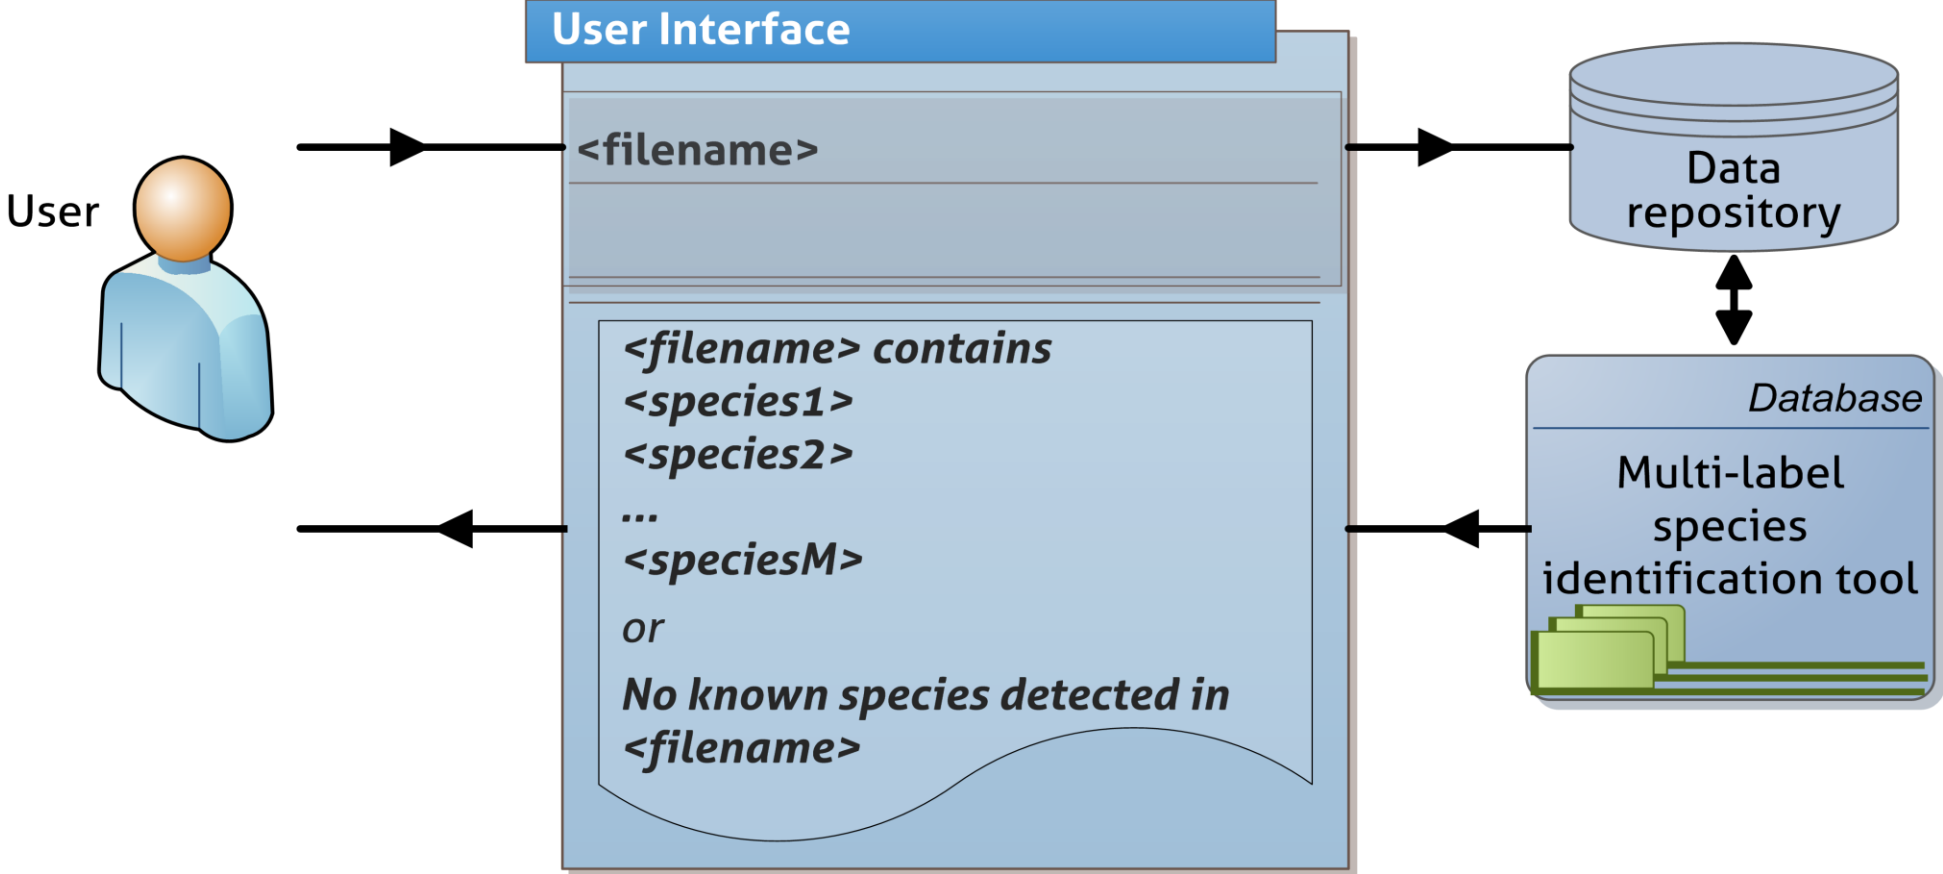 User Interface
<filename>
User
Data
repository
<filename> contains
<species1>
<species2>
...
<speciesM>
or
No known species detected in
<filename>
Database
Multi-label
species
identification tool